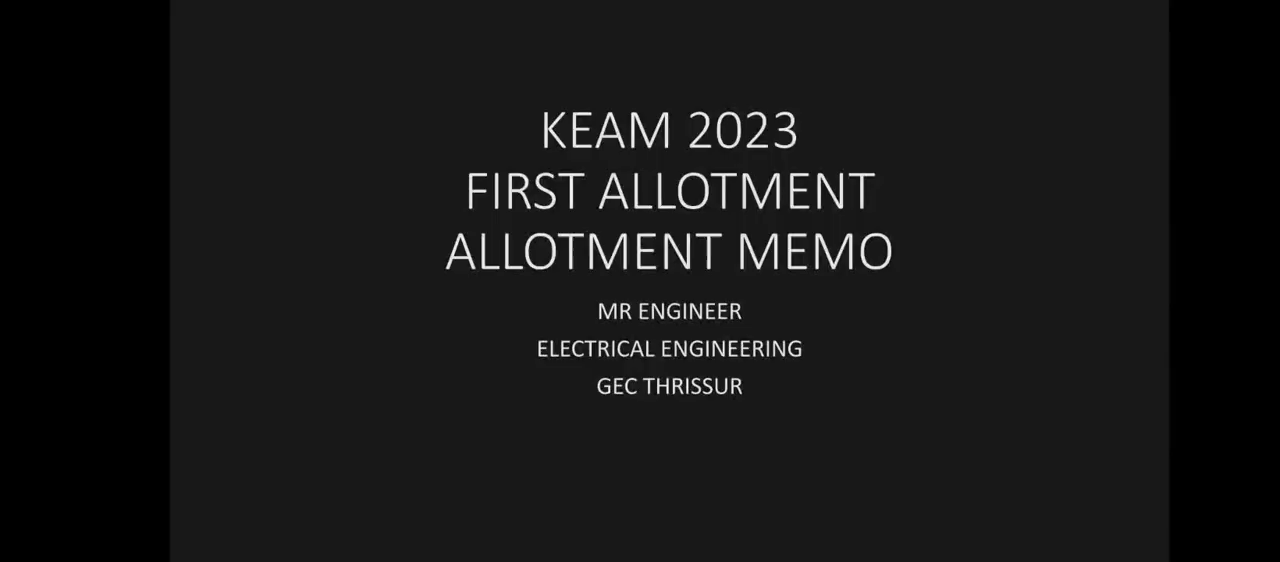 KEAM 2023
FIRST ALLOTMENT
ALLOTMENT MEMO
MR ENGINEER
ELECTRICAL ENGINEERING
GEC THRISSUR